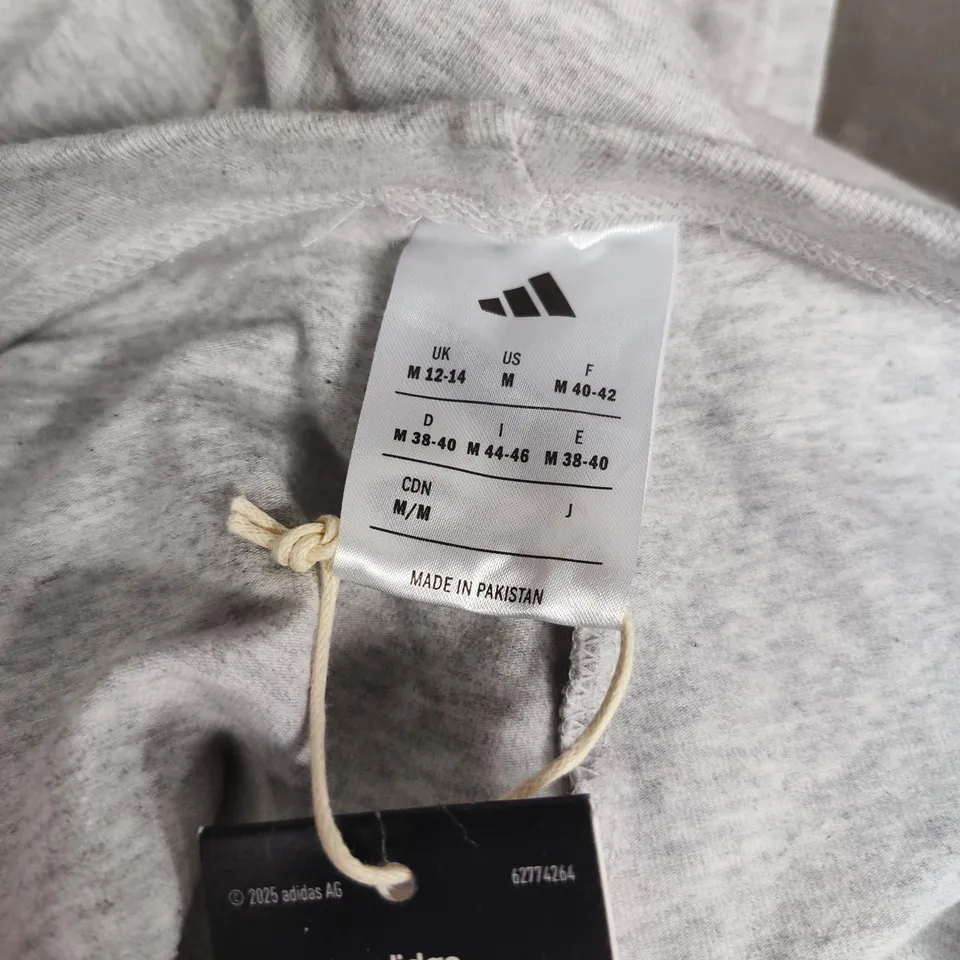 UK US F
M 12-14 M M 40-42
D I E
M 38-40 M 44-46 M 38-40
CDN J
M/M
MADE IN PAKISTAN
© 2025 adidas AG 62774264